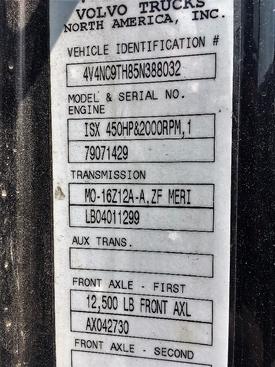 VOLVO TRUCKS
NORTH AMERICA, INC.
VEHICLE IDENTIFICATION #
4V4NC9TH85N388032
MODEL & SERIAL NO.
ENGINE
ISX 450HP&2000RPM,1
79071429
TRANSMISSION
MO-16Z12A-A,ZF MERI
LB04011299
AUX TRANS.
FRONT AXLE - FIRST
12,500 LB FRONT AXL
AX042730
FRONT AXLE - SECOND